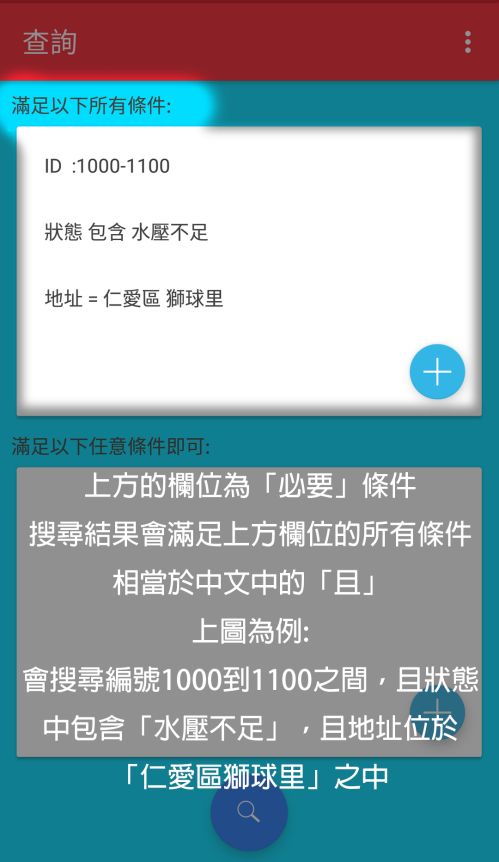 查詢
滿足以下所有條件:
ID :1000-1100
狀態 包含 水壓不足
地址 = 仁愛區 獅球里
滿足以下任意條件即可:
上方的欄位為「必要」條件
搜尋結果會滿足上方欄位的所有條件
相當於中文中的「且」
上圖為例:
會搜尋編號1000到1100之間，且狀態
中包含「水壓不足」，且地址位於
「仁愛區獅球里」之中